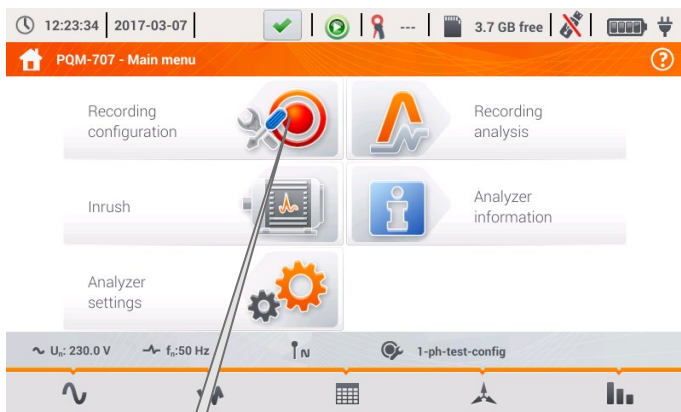 12:23:34 2017-03-07 --- 3.7 GB free
PQM-707 - Main menu ?
Recording
configuration
Recording
analysis
Inrush
Analyzer
information
Analyzer
settings
Uₙ: 230.0 V fₙ:50 Hz N 1-ph-test-config